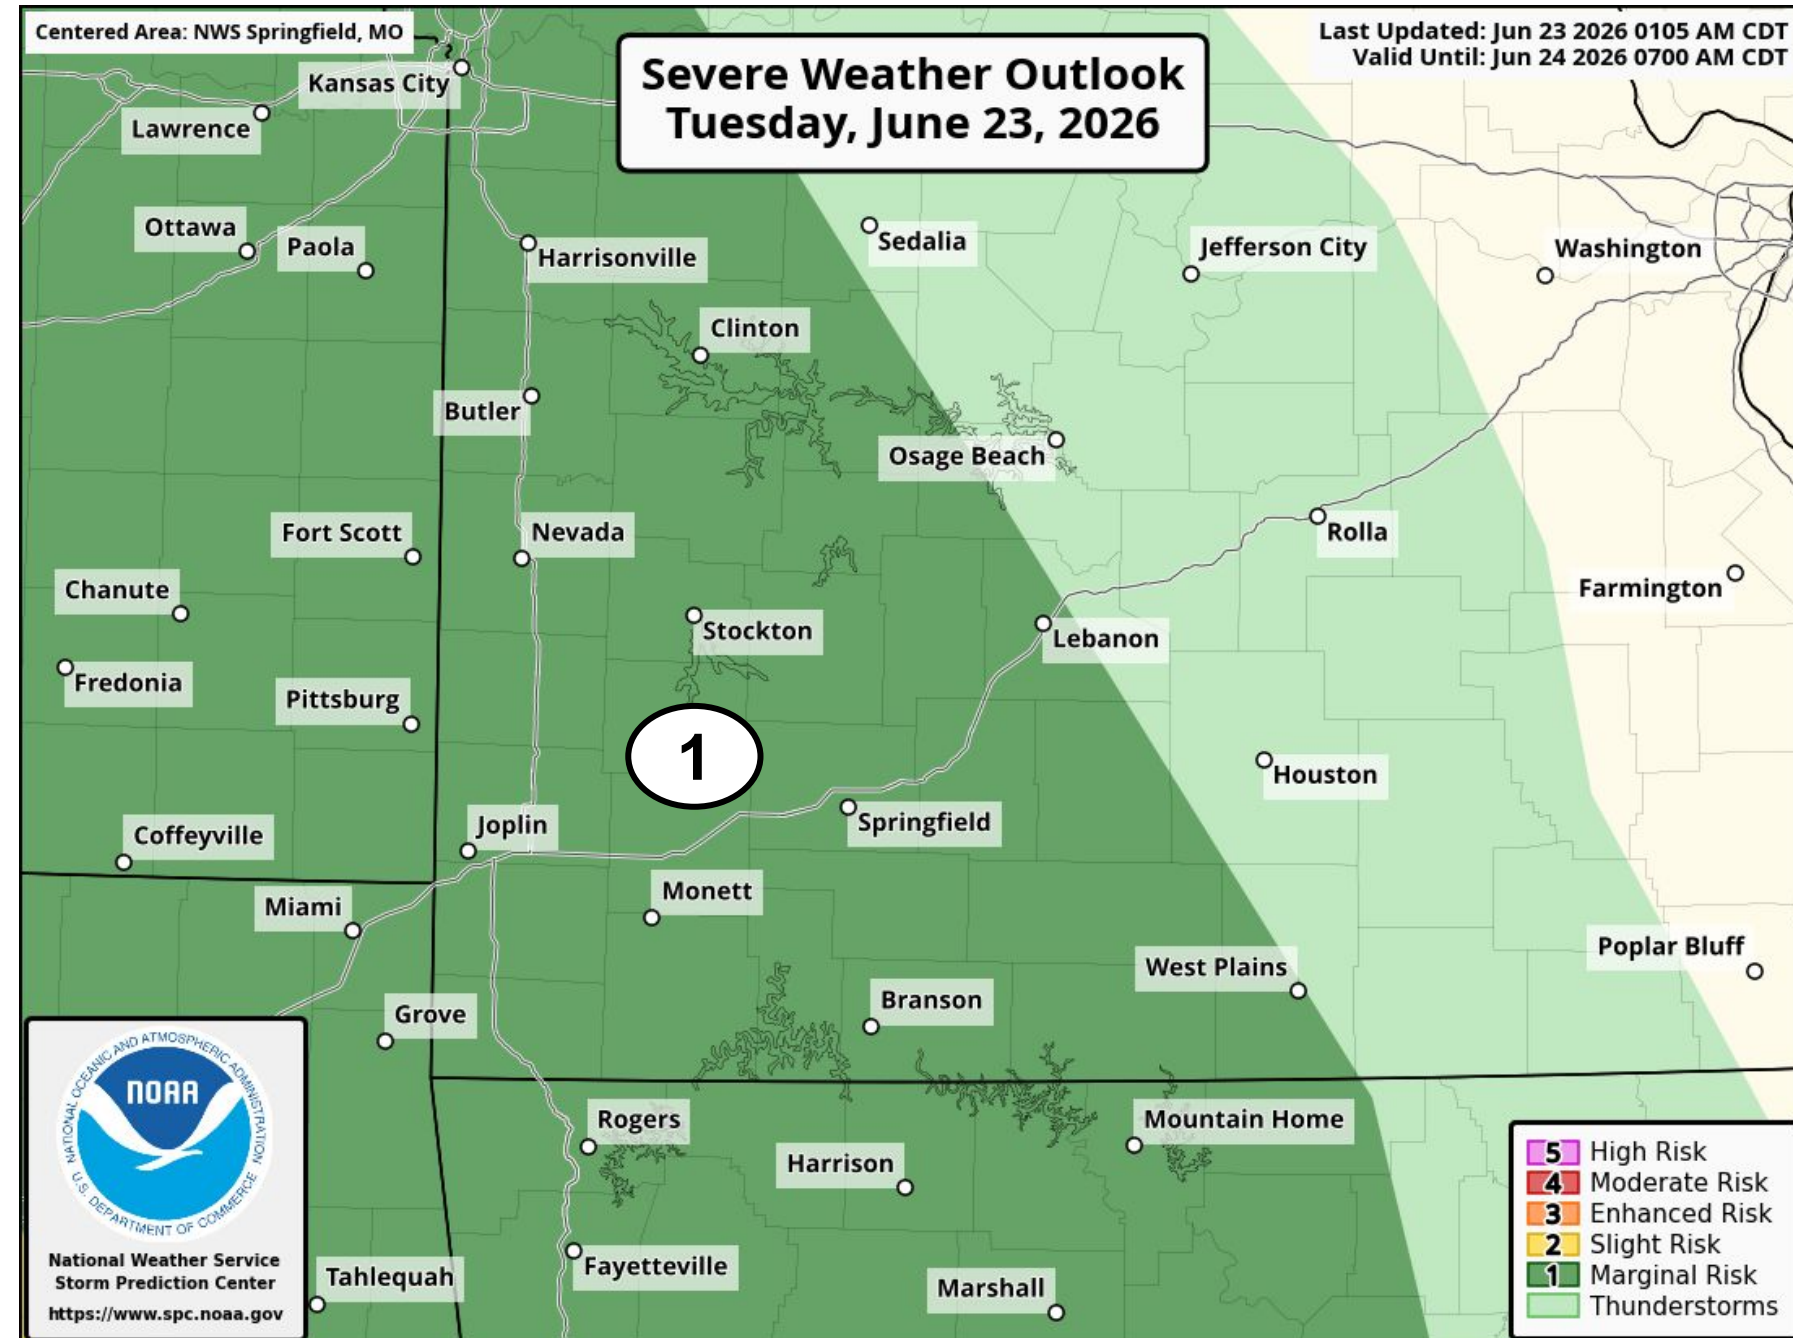 Centered Area: NWS Springfield, MO
Last Updated: Jun 23 2026 0105 AM CDT
Valid Until: Jun 24 2026 0700 AM CDT
Severe Weather Outlook
Tuesday, June 23, 2026
Kansas City
Lawrence
Ottawa
Paola
Harrisonville
Sedalia
Jefferson City
Washington
Clinton
Butler
Osage Beach
Fort Scott
Nevada
Rolla
Chanute
Farmington
Stockton
Lebanon
Fredonia
Pittsburg
1
Houston
Coffeyville
Joplin
Springfield
Miami
Monett
Poplar Bluff
West Plains
Branson
Grove
Rogers
Mountain Home
Harrison
Fayetteville
Tahlequah
Marshall
NATIONAL OCEANIC AND ATMOSPHERIC ADMINISTRATION
NOAA
U.S. DEPARTMENT OF COMMERCE
National Weather Service
Storm Prediction Center
https://www.spc.noaa.gov
5 High Risk
4 Moderate Risk
3 Enhanced Risk
2 Slight Risk
1 Marginal Risk
Thunderstorms